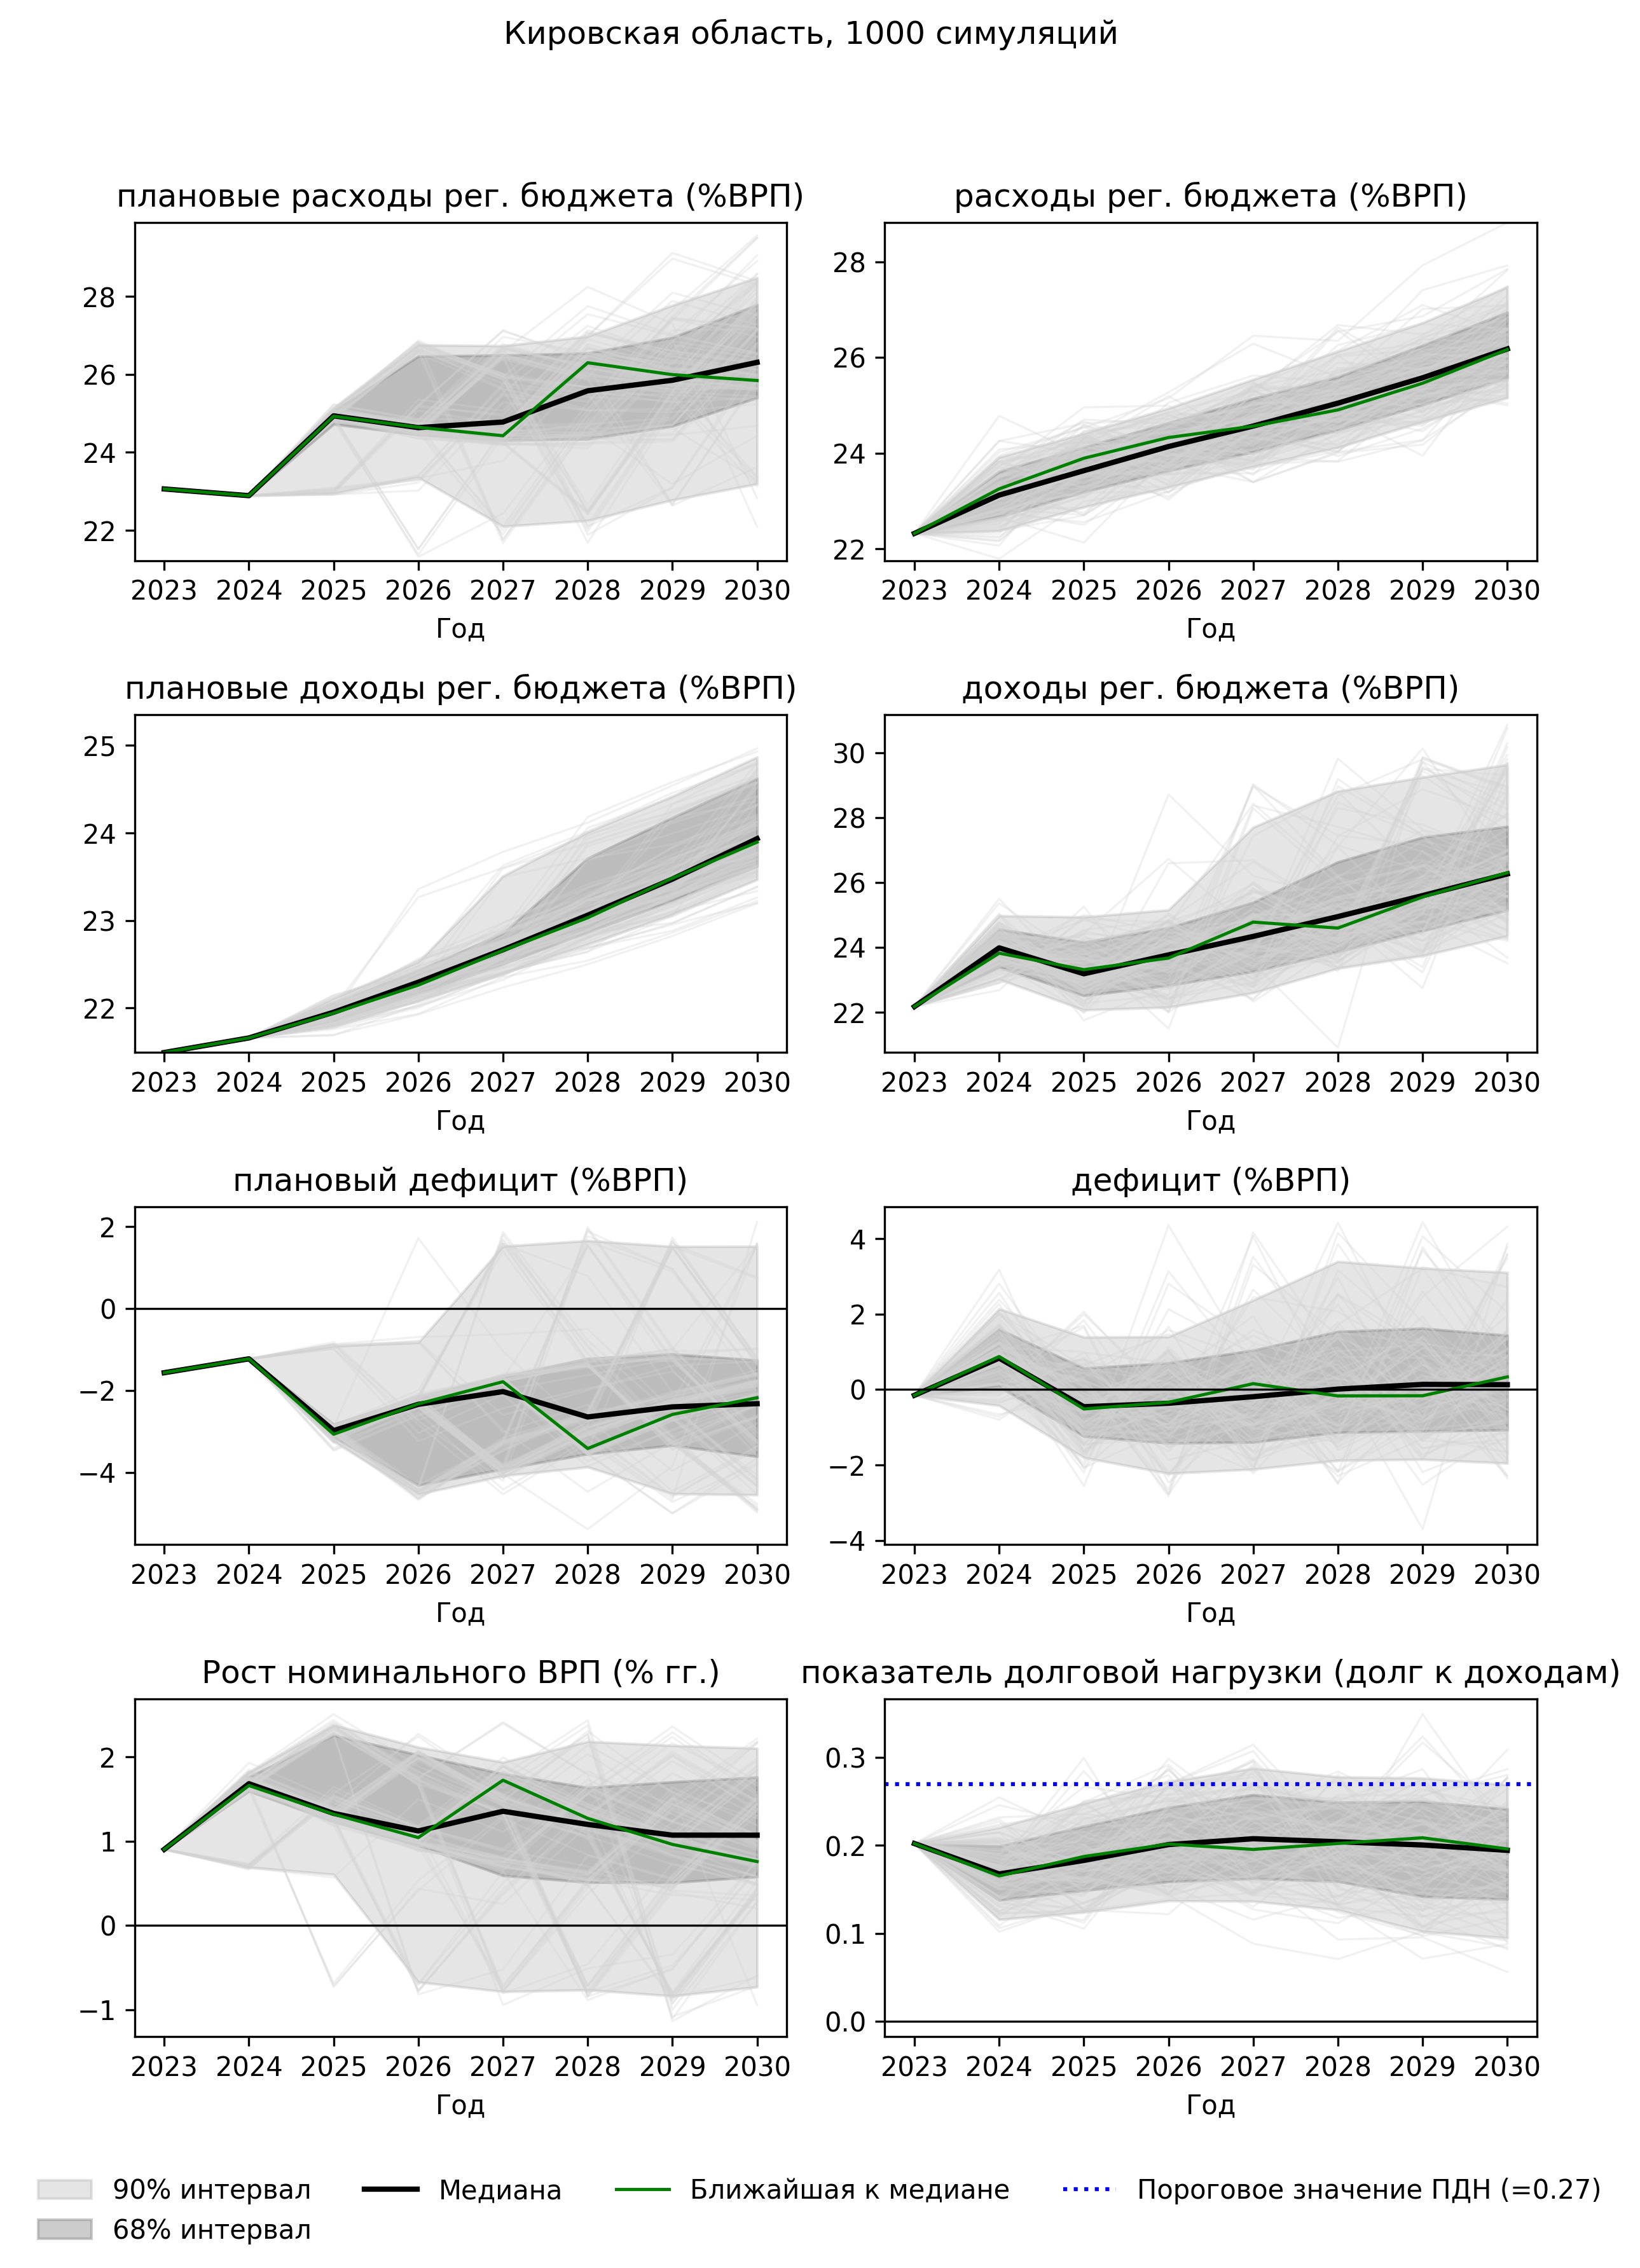 Кировская область, 1000 симуляций
плановые расходы рег. бюджета (%ВРП)
28
26
24
22
2023 2024 2025 2026 2027 2028 2029 2030
Год
расходы рег. бюджета (%ВРП)
28
26
24
22
2023 2024 2025 2026 2027 2028 2029 2030
Год
плановые доходы рег. бюджета (%ВРП)
25
24
23
22
2023 2024 2025 2026 2027 2028 2029 2030
Год
доходы рег. бюджета (%ВРП)
30
28
26
24
22
2023 2024 2025 2026 2027 2028 2029 2030
Год
плановый дефицит (%ВРП)
2
0
−2
−4
2023 2024 2025 2026 2027 2028 2029 2030
Год
дефицит (%ВРП)
4
2
0
−2
−4
2023 2024 2025 2026 2027 2028 2029 2030
Год
Рост номинального ВРП (% гг.)
2
1
0
−1
2023 2024 2025 2026 2027 2028 2029 2030
Год
показатель долговой нагрузки (долг к доходам)
0.3
0.2
0.1
0.0
2023 2024 2025 2026 2027 2028 2029 2030
Год
90% интервал
68% интервал
Медиана
Ближайшая к медиане
Пороговое значение ПДН (=0.27)